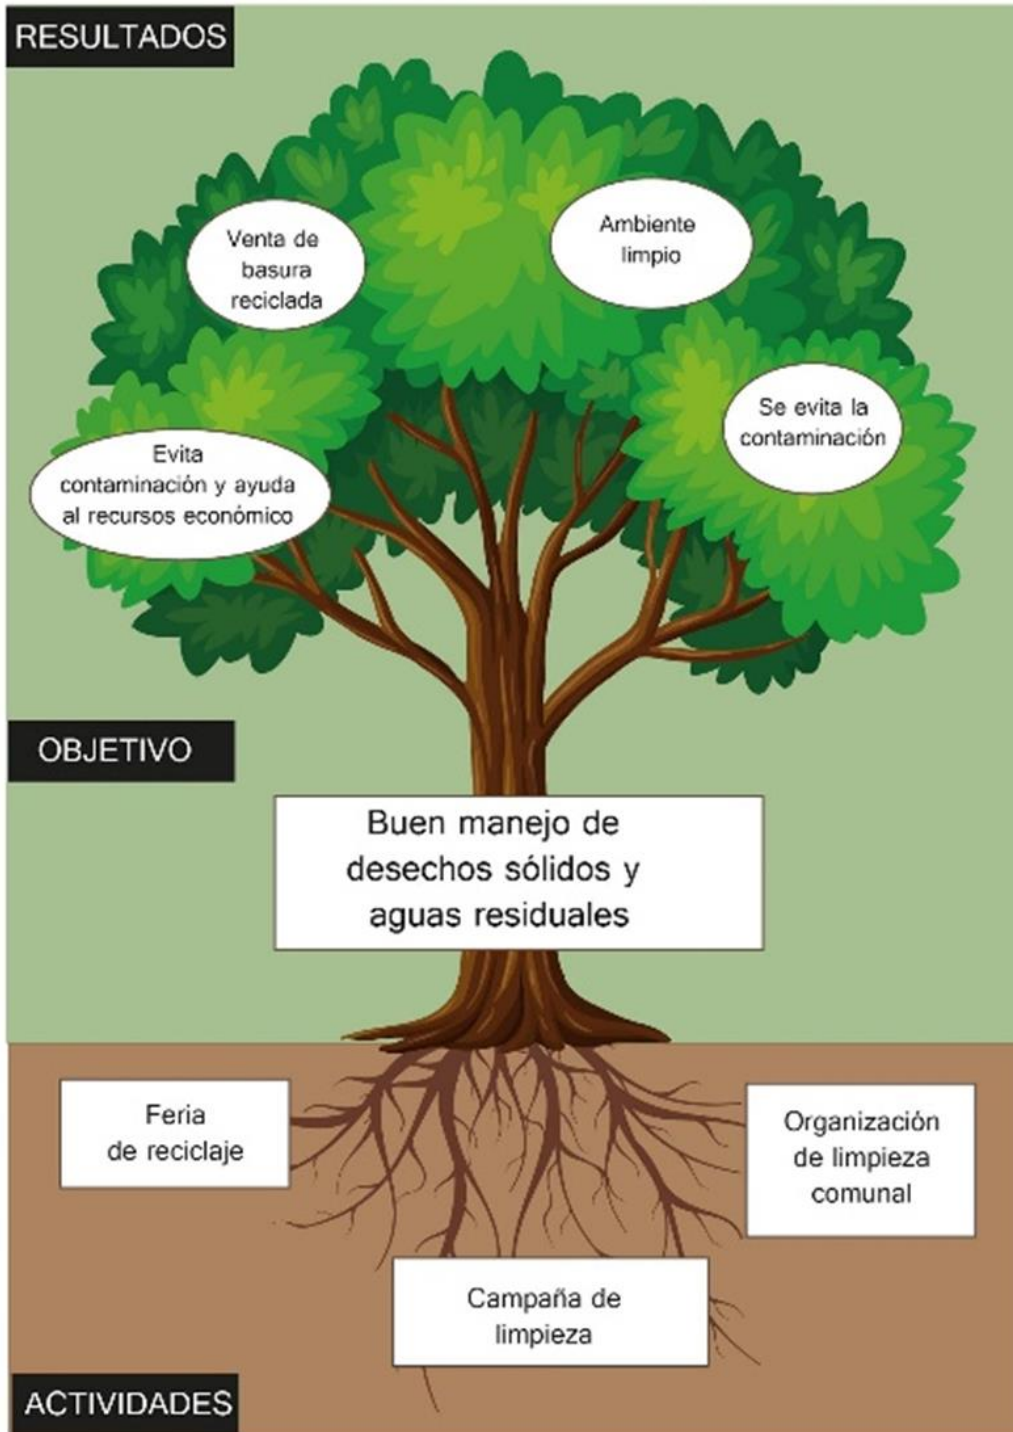 RESULTADOS
Venta de
basura
reciclada
Ambiente
limpio
Evita
contaminación y ayuda
al recursos económico
Se evita la
contaminación
OBJETIVO
Buen manejo de
desechos sólidos y
aguas residuales
Feria
de reciclaje
Organización
de limpieza
comunal
Campaña de
limpieza
ACTIVIDADES